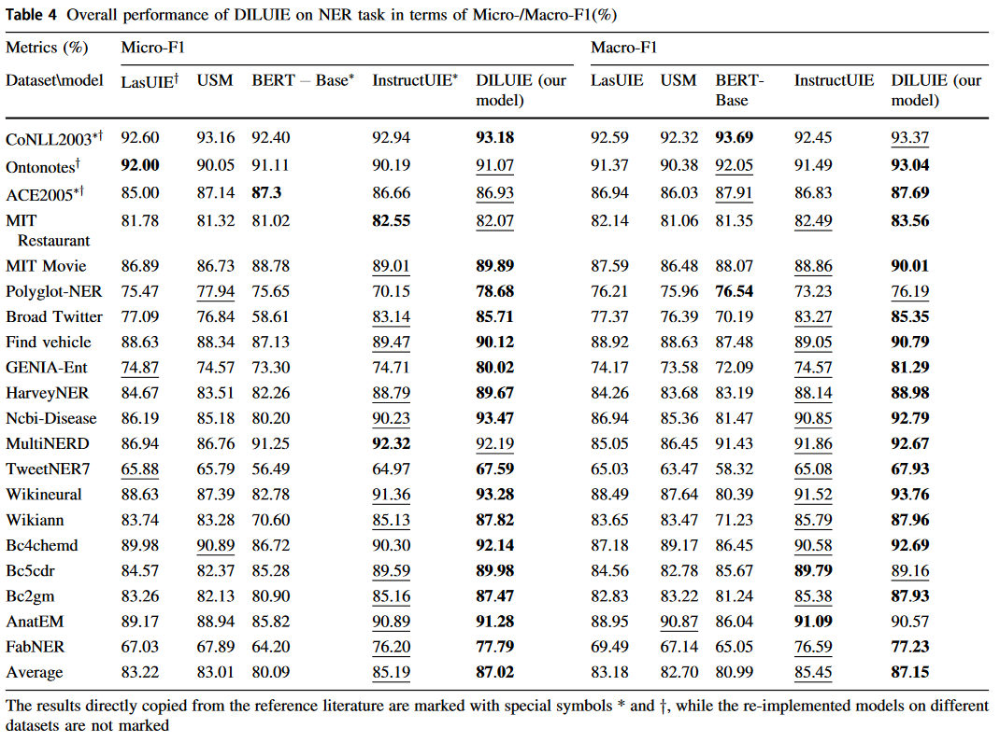 Table 4 Overall performance of DILUIE on NER task in terms of Micro-/Macro-F1(%)
Metrics (%) Micro-F1 Macro-F1
Dataset\model LasUIE† USM BERT − Base* InstructUIE* DILUIE (our model) LasUIE USM BERT-Base InstructUIE DILUIE (our model)
CoNLL2003*† 92.60 93.16 92.40 92.94 93.18 92.59 92.32 93.69 92.45 93.37
Ontonotes† 92.00 90.05 91.11 90.19 91.07 91.37 90.38 92.05 91.49 93.04
ACE2005*† 85.00 87.14 87.3 86.66 86.93 86.94 86.03 87.91 86.83 87.69
MIT Restaurant 81.78 81.32 81.02 82.55 82.07 82.14 81.06 81.35 82.49 83.56
MIT Movie 86.89 86.73 88.78 89.01 89.89 87.59 86.48 88.07 88.86 90.01
Polyglot-NER 75.47 77.94 75.65 70.15 78.68 76.21 75.96 76.54 73.23 76.19
Broad Twitter 77.09 76.84 58.61 83.14 85.71 77.37 76.39 70.19 83.27 85.35
Find vehicle 88.63 88.34 87.13 89.47 90.12 88.92 88.63 87.48 89.05 90.79
GENIA-Ent 74.87 74.57 73.30 74.71 80.02 74.17 73.58 72.09 74.57 81.29
HarveyNER 84.67 83.51 82.26 88.79 89.67 84.26 83.68 83.19 88.14 88.98
Ncbi-Disease 86.19 85.18 80.20 90.23 93.47 86.94 85.36 81.47 90.85 92.79
MultiNERD 86.94 86.76 91.25 92.32 92.19 85.05 86.45 91.43 91.86 92.67
TweetNER7 65.88 65.79 56.49 64.97 67.59 65.03 63.47 58.32 65.08 67.93
Wikineural 88.63 87.39 82.78 91.36 93.28 88.49 87.64 80.39 91.52 93.76
Wikiann 83.74 83.28 70.60 85.13 87.82 83.65 83.47 71.23 85.79 87.96
Bc4chemd 89.98 90.89 86.72 90.30 92.14 87.18 89.17 86.45 90.58 92.69
Bc5cdr 84.57 82.37 85.28 89.59 89.98 84.56 82.78 85.67 89.79 89.16
Bc2gm 83.26 82.13 80.90 85.16 87.47 82.83 83.22 81.24 85.38 87.93
AnatEM 89.17 88.94 85.82 90.89 91.28 88.95 90.87 86.04 91.09 90.57
FabNER 67.03 67.89 64.20 76.20 77.79 69.49 67.14 65.05 76.59 77.23
Average 83.22 83.01 80.09 85.19 87.02 83.18 82.70 80.99 85.45 87.15
The results directly copied from the reference literature are marked with special symbols * and †, while the re-implemented models on different
datasets are not marked